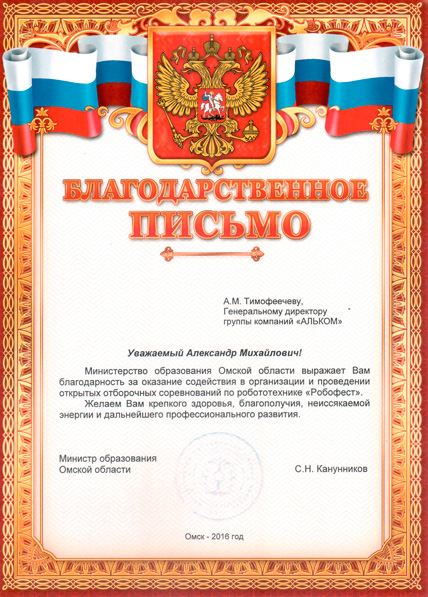 БЛАГОДАРСТВЕННОЕ
ПИСЬМО
А.М. Тимофеечеву,
Генеральному директору
группы компаний «АЛЬКОМ»
Уважаемый Александр Михайлович!
Министерство образования Омской области выражает Вам
благодарность за оказание содействия в организации и проведении
открытых отборочных соревнований по робототехнике «Робофест».
Желаем Вам крепкого здоровья, благополучия, неиссякаемой
энергии и дальнейшего профессионального развития.
Министр образования
Омской области
С.Н. Канунников
Омск - 2016 год